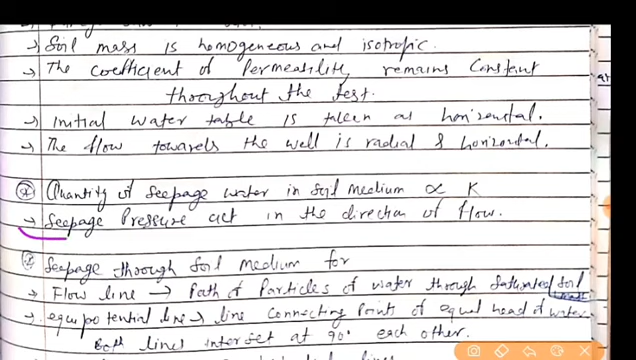 → Soil mass is homogeneous and isotropic.
→ The coefficient of Permeability remains Constant
throughout the test.
→ Initial water table is taken as horizontal.
→ The flow towards the well is radial & horizontal.
Quantity of Seepage water in Soil medium ∝ K
→ Seepage Pressure act in the direction of flow.
Seepage through Soil medium for
→ Flow line → Path of Particles of water through Saturated Soil
→ equipotential line → line Connecting Points of equal head of water
Both lines interset at 90° each other.